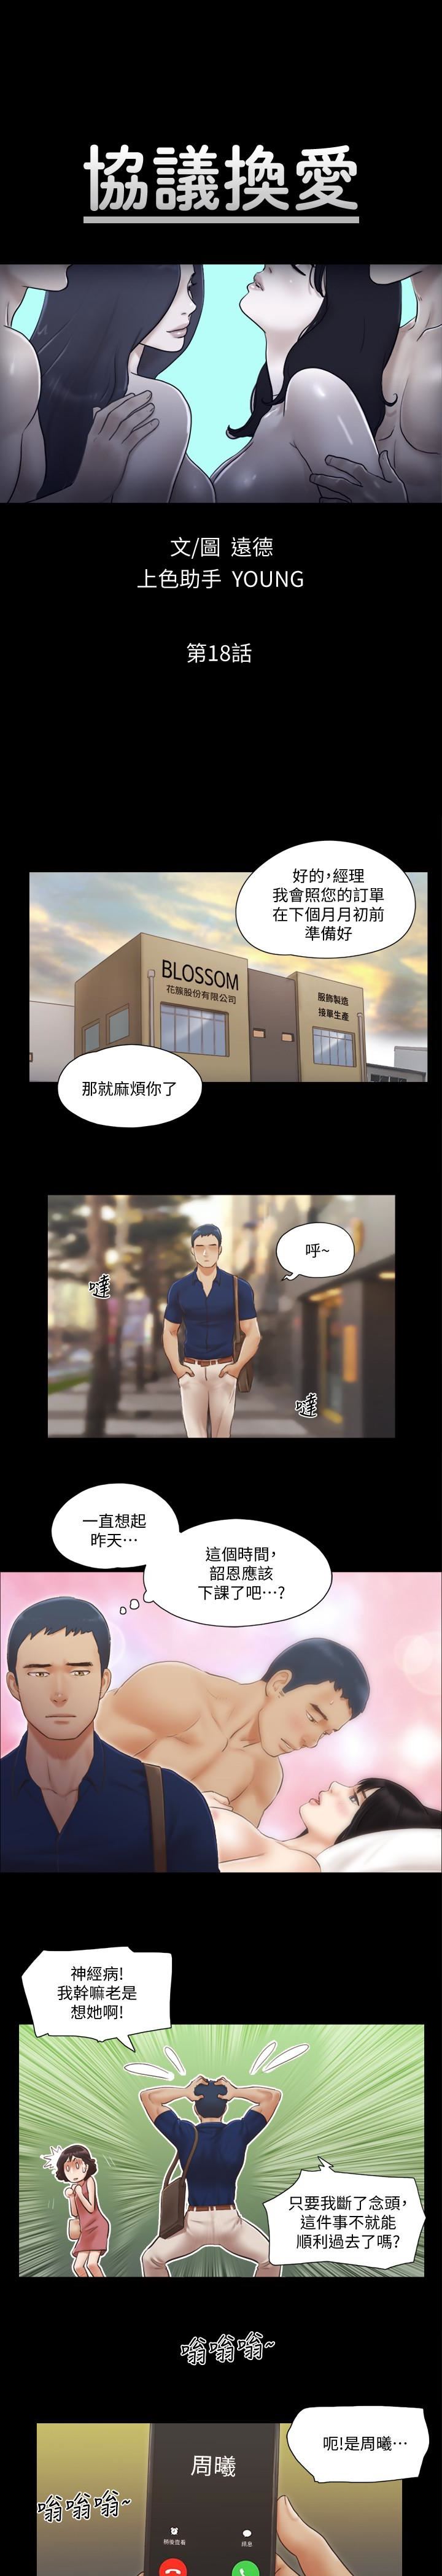 協議換愛
文/圖 遠德
上色助手 YOUNG
第18話
好的，經理
我會照您的訂單
在下個月月初前
準備好
BLOSSOM
花簇股份有限公司
服飾製造
接單生產
那就麻煩你了
呼~
噠
噠
一直想起
昨天⋯
這個時間，
韶恩應該
下課了吧⋯?
神經病!
我幹嘛老是
想她啊!
只要我斷了念頭，
這件事不就能
順利過去了嗎?
嗡嗡嗡~
呃!是周曦⋯
周曦
嗡嗡嗡~
稍後查看
訊息